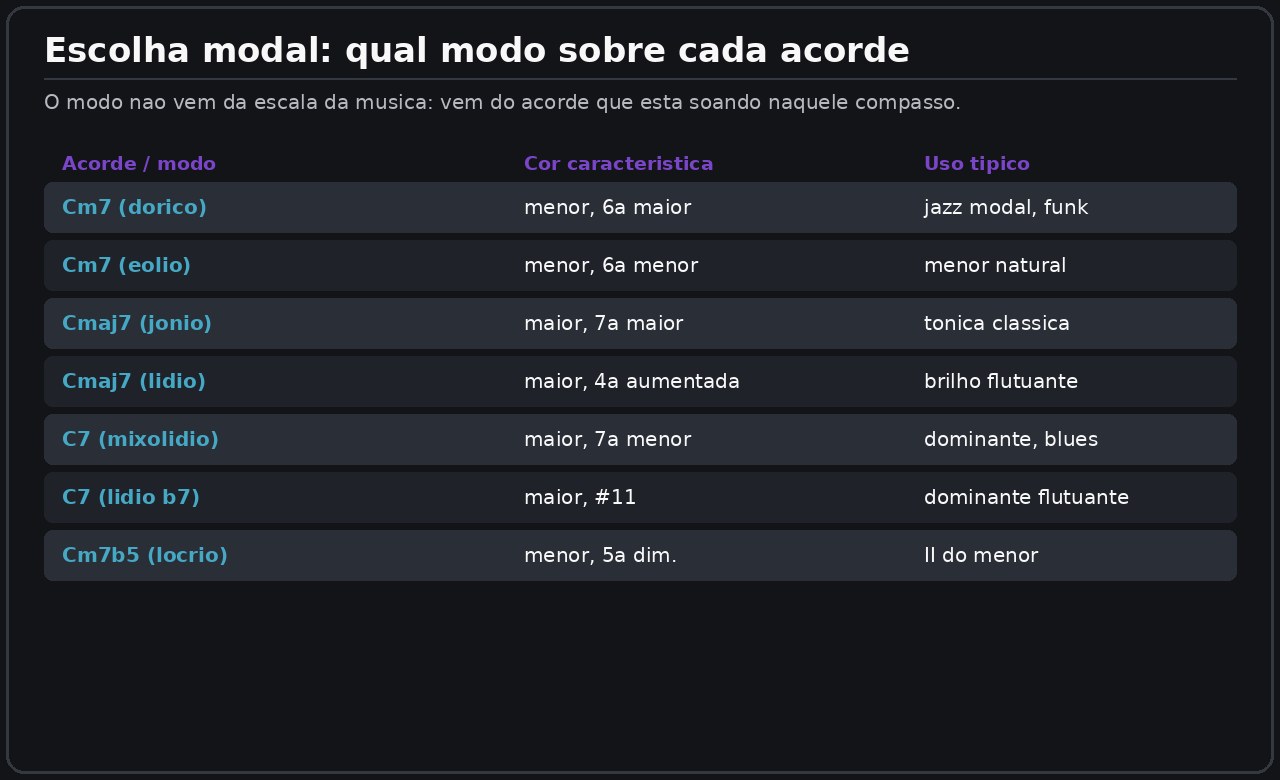 Escolha modal: qual modo sobre cada acorde
O modo nao vem da escala da musica: vem do acorde que esta soando naquele compasso.
Acorde / modo Cor caracteristica Uso tipico
Cm7 (dorico) menor, 6a maior jazz modal, funk
Cm7 (eolio) menor, 6a menor menor natural
Cmaj7 (jonio) maior, 7a maior tonica classica
Cmaj7 (lidio) maior, 4a aumentada brilho flutuante
C7 (mixolidio) maior, 7a menor dominante, blues
C7 (lidio b7) maior, #11 dominante flutuante
Cm7b5 (locrio) menor, 5a dim. II do menor